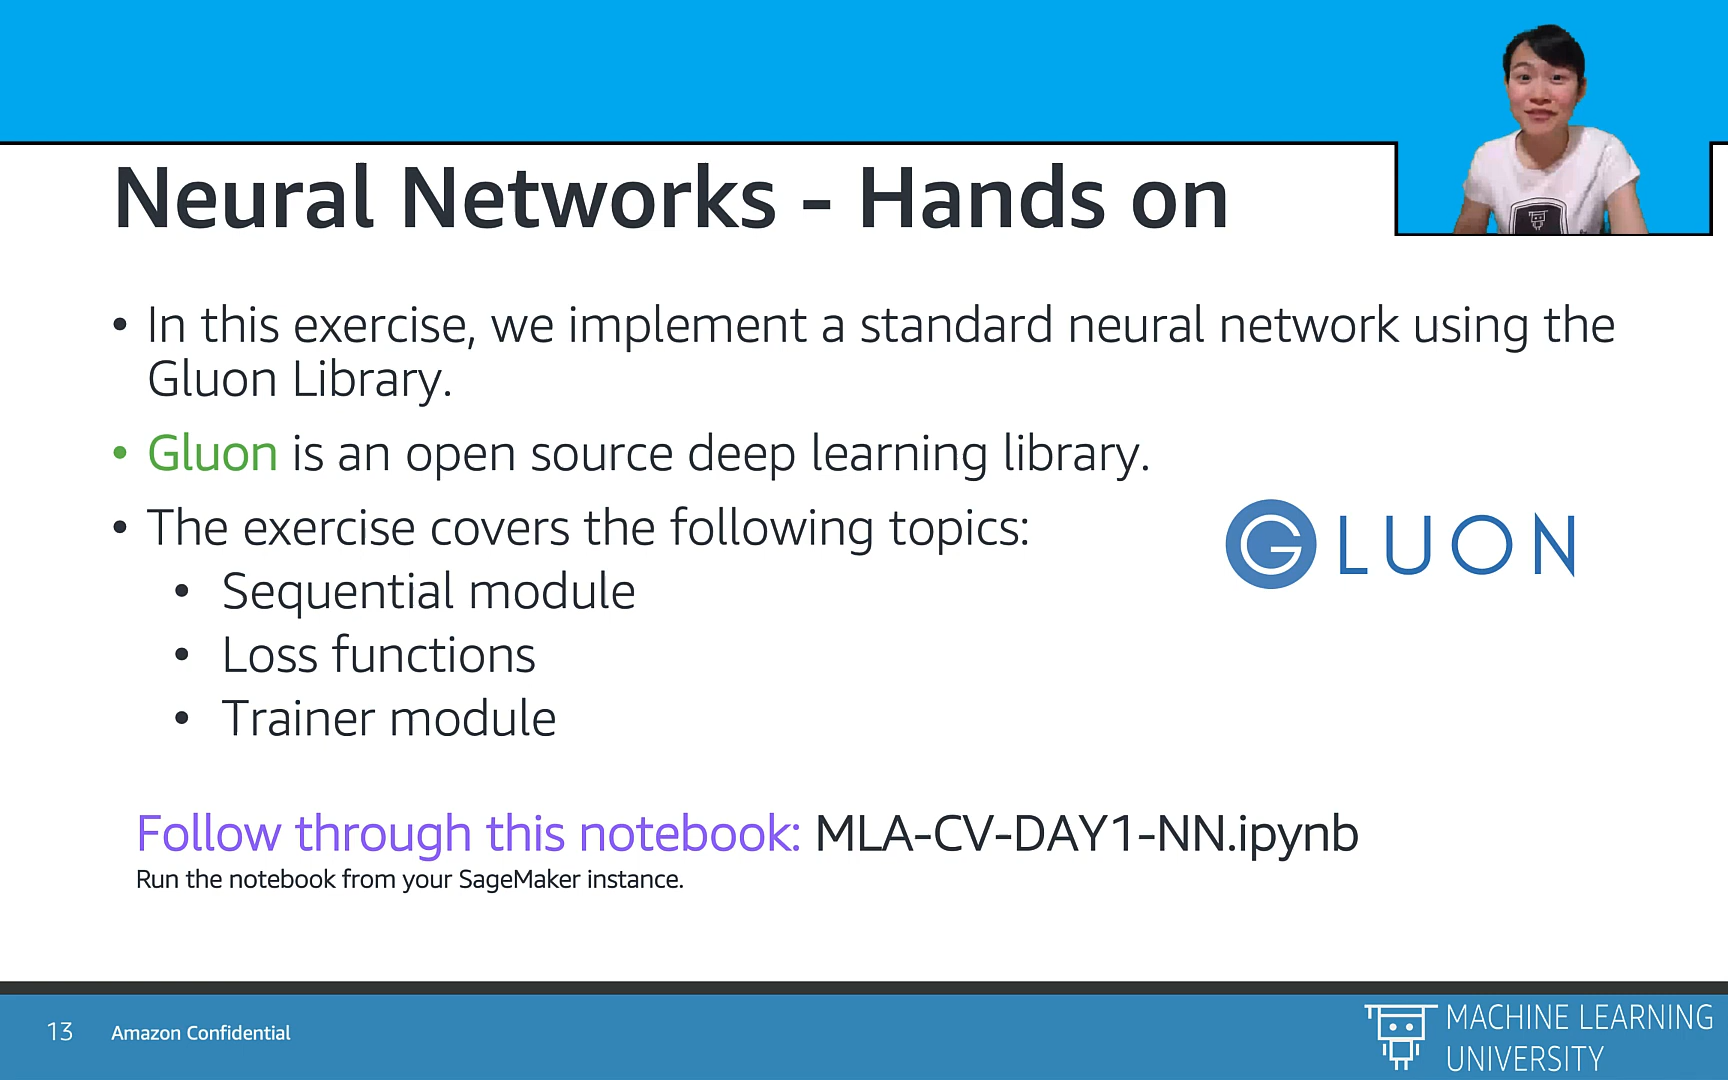 Neural Networks - Hands on
• In this exercise, we implement a standard neural network using the
Gluon Library.
• Gluon is an open source deep learning library.
• The exercise covers the following topics:
• Sequential module
• Loss functions
• Trainer module
GLUON
Follow through this notebook: MLA-CV-DAY1-NN.ipynb
Run the notebook from your SageMaker instance.
13 Amazon Confidential
MACHINE LEARNING
UNIVERSITY